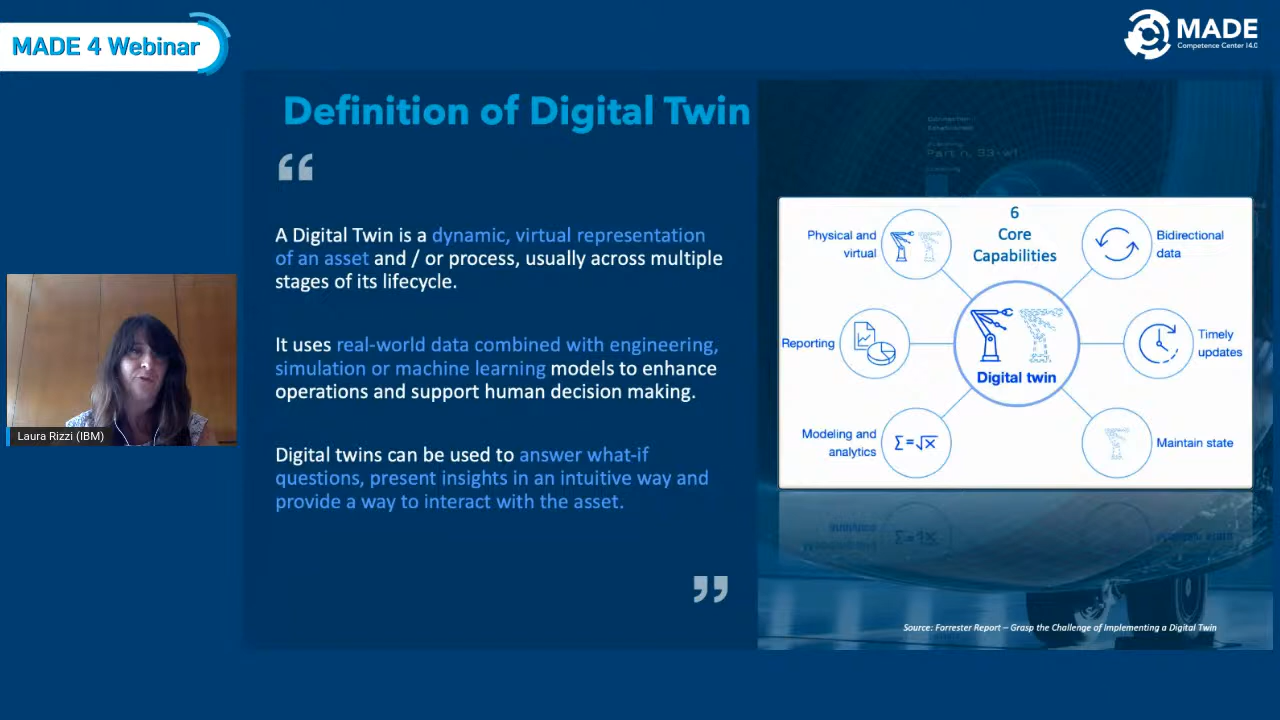 MADE 4 Webinar
MADE
Competence Center I4.0
Definition of Digital Twin
“
A Digital Twin is a dynamic, virtual representation
of an asset and / or process, usually across multiple
stages of its lifecycle.
It uses real-world data combined with engineering,
simulation or machine learning models to enhance
operations and support human decision making.
Digital twins can be used to answer what-if
questions, present insights in an intuitive way and
provide a way to interact with the asset.
”
Part n. 33-w1
6
Core
Capabilities
Physical and
virtual
Bidirectional
data
Reporting
Timely
updates
Digital twin
Modeling and
analytics
Σ=√x
Maintain state
Source: Forrester Report – Grasp the Challenge of Implementing a Digital Twin
Laura Rizzi (IBM)